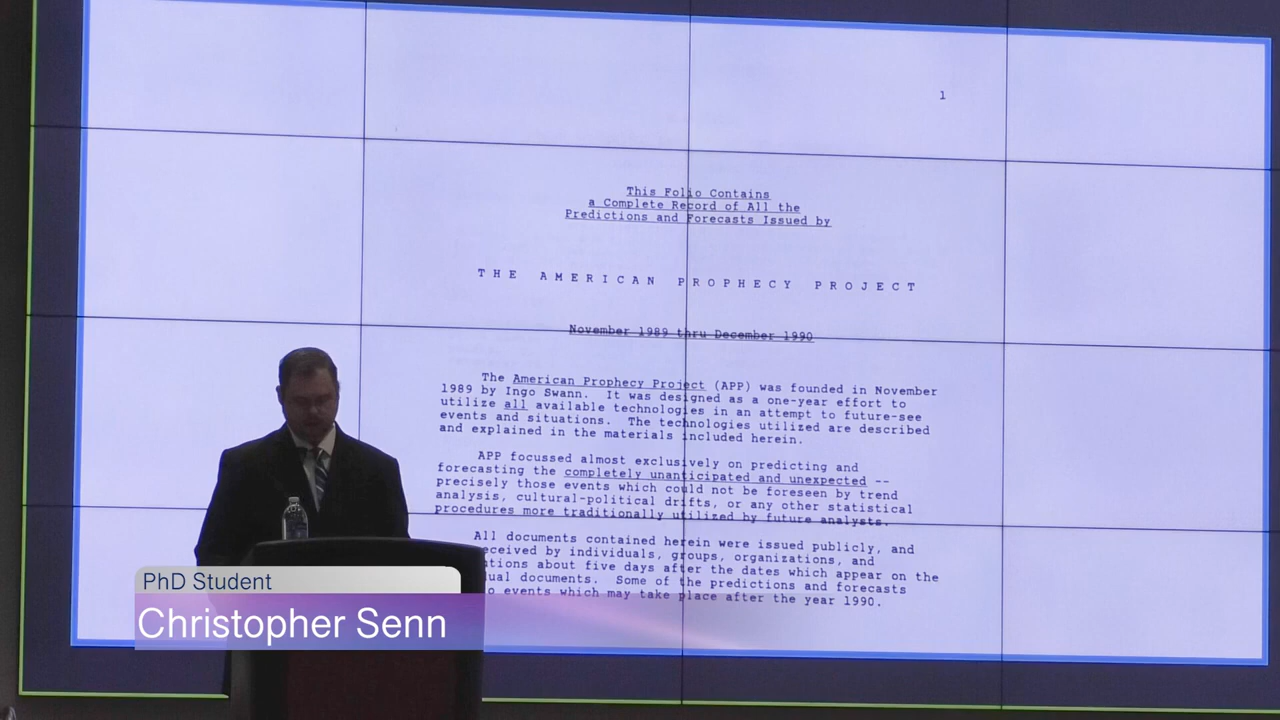 1
This Folio Contains
a Complete Record of All the
Predictions and Forecasts Issued by
THE AMERICAN PROPHECY PROJECT
November 1989 thru December 1990
The American Prophecy Project (APP) was founded in November
1989 by Ingo Swann. It was designed as a one-year effort to
utilize all available technologies in an attempt to future-see
events and situations. The technologies utilized are described
and explained in the materials included herein.
APP focussed almost exclusively on predicting and
forecasting the completely unanticipated and unexpected --
precisely those events which could not be foreseen by trend
analysis, cultural-political drifts, or any other statistical
procedures more traditionally utilized by future analysts.
All documents contained herein were issued publicly, and
eceived by individuals, groups, organizations, and
tions about five days after the dates which appear on the
dual documents. Some of the predictions and forecasts
o events which may take place after the year 1990.
PhD Student
Christopher Senn